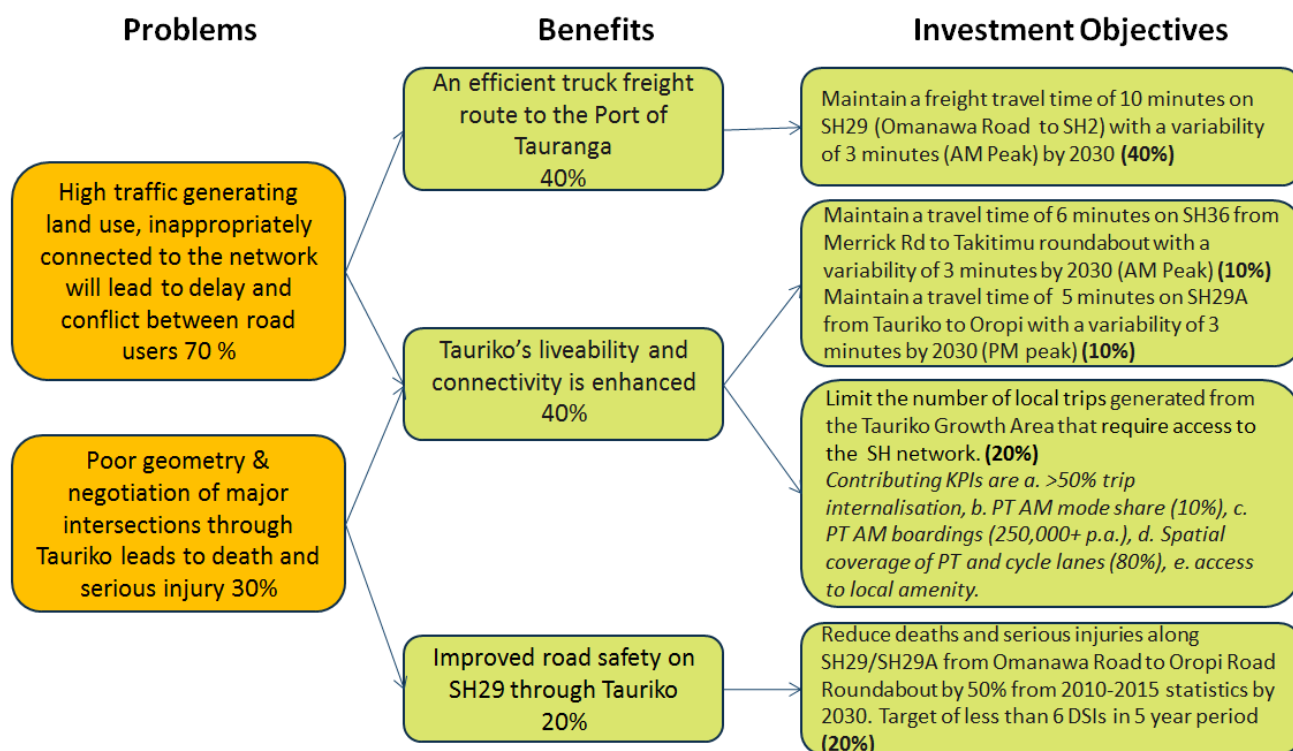 Problems
Benefits
Investment Objectives
High traffic generating
land use, inappropriately
connected to the network
will lead to delay and
conflict between road
users 70 %
Poor geometry &
negotiation of major
intersections through
Tauriko leads to death and
serious injury 30%
An efficient truck freight
route to the Port of
Tauranga
40%
Tauriko’s liveability and
connectivity is enhanced
40%
Improved road safety on
SH29 through Tauriko
20%
Maintain a freight travel time of 10 minutes on
SH29 (Omanawa Road to SH2) with a variability
of 3 minutes (AM Peak) by 2030 (40%)
Maintain a travel time of 6 minutes on SH36 from
Merrick Rd to Takitimu roundabout with a
variability of 3 minutes by 2030 (AM Peak) (10%)
Maintain a travel time of 5 minutes on SH29A
from Tauriko to Oropi with a variability of 3
minutes by 2030 (PM peak) (10%)
Limit the number of local trips generated from
the Tauriko Growth Area that require access to
the SH network. (20%)
Contributing KPIs are a. >50% trip
internalisation, b. PT AM mode share (10%), c.
PT AM boardings (250,000+ p.a.), d. Spatial
coverage of PT and cycle lanes (80%), e. access
to local amenity.
Reduce deaths and serious injuries along
SH29/SH29A from Omanawa Road to Oropi Road
Roundabout by 50% from 2010-2015 statistics by
2030. Target of less than 6 DSIs in 5 year period
(20%)